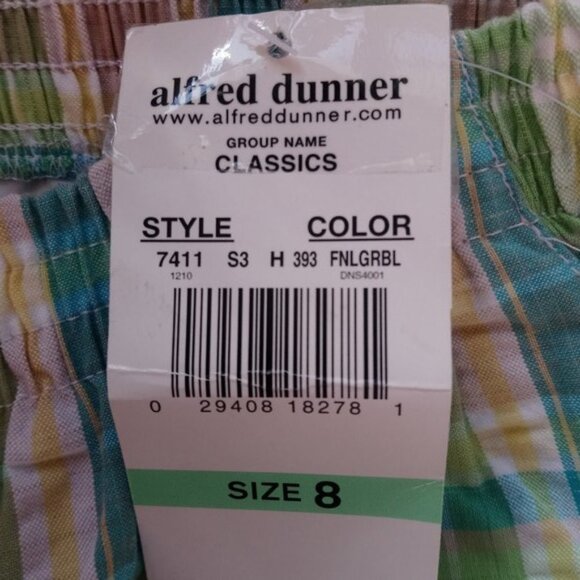 alfred dunner
www.alfreddunner.com
GROUP NAME
CLASSICS
STYLE COLOR
7411 S3 H 393 FNLGRBL
1210 DNS4001
0 29408 18278 1
SIZE 8